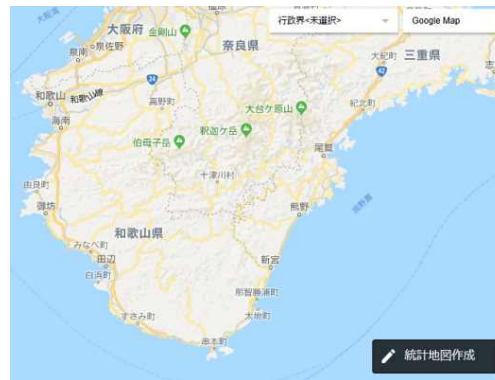 大阪府
金剛山
行政界<未選択>
Google Map
泉南
泉佐野
奈良県
大紀町
三重県
24
42
和歌山
和歌山線
高野町
大台ケ原山
紀北町
海南
釈迦ケ岳
伯母子岳
尾鷲
由良町
十津川村
御坊
熊野
和歌山県
みなべ町
田辺
新宮
白浜町
那智勝浦町
すさみ町
太地町
串本町
統計地図作成